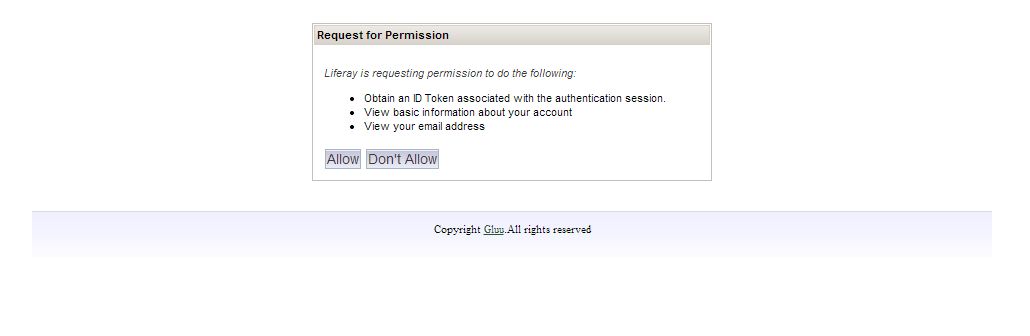 Request for Permission
Liferay is requesting permission to do the following:
Obtain an ID Token associated with the authentication session.
View basic information about your account
View your email address
Allow Don't Allow
Copyright Gluu.All rights reserved